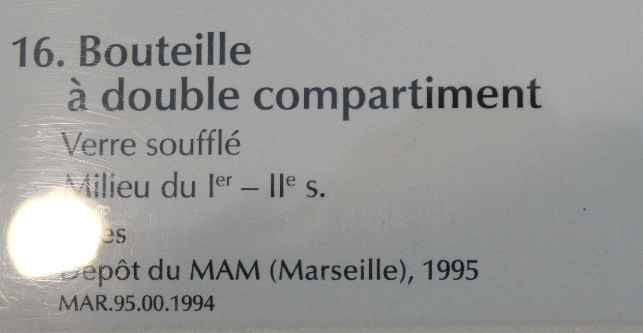 16. Bouteille
à double compartiment
Verre soufflé
Milieu du Iᵉʳ – IIᵉ s.
Dépôt du MAM (Marseille), 1995
MAR.95.00.1994